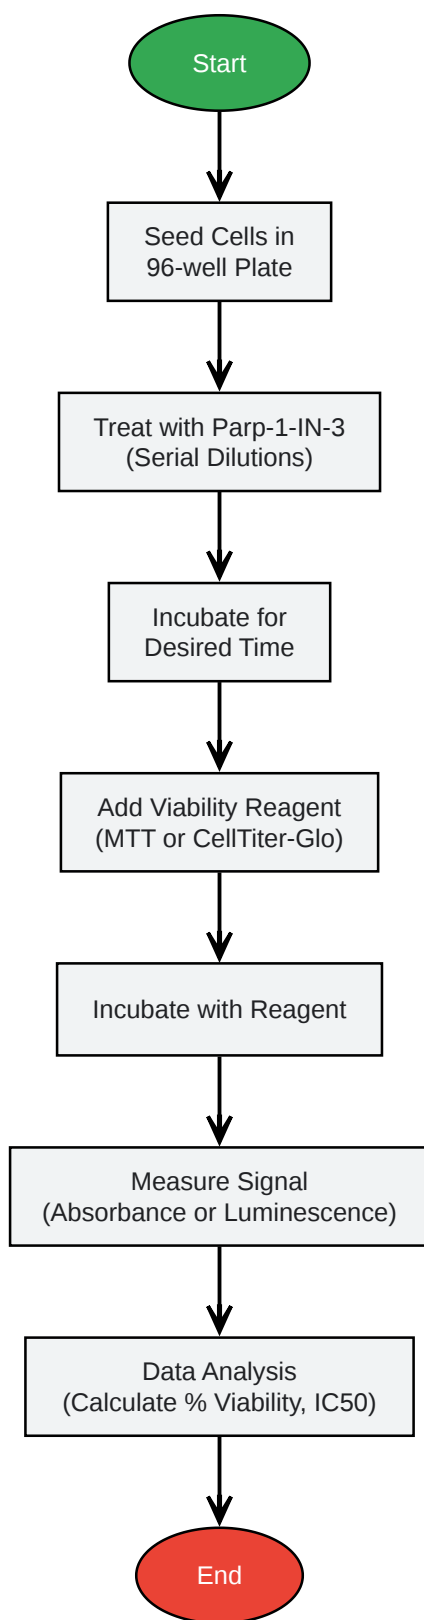 Start
Seed Cells in
96-well Plate
Treat with Parp-1-IN-3
(Serial Dilutions)
Incubate for
Desired Time
Add Viability Reagent
(MTT or CellTiter-Glo)
Incubate with Reagent
Measure Signal
(Absorbance or Luminescence)
Data Analysis
(Calculate % Viability, IC50)
End